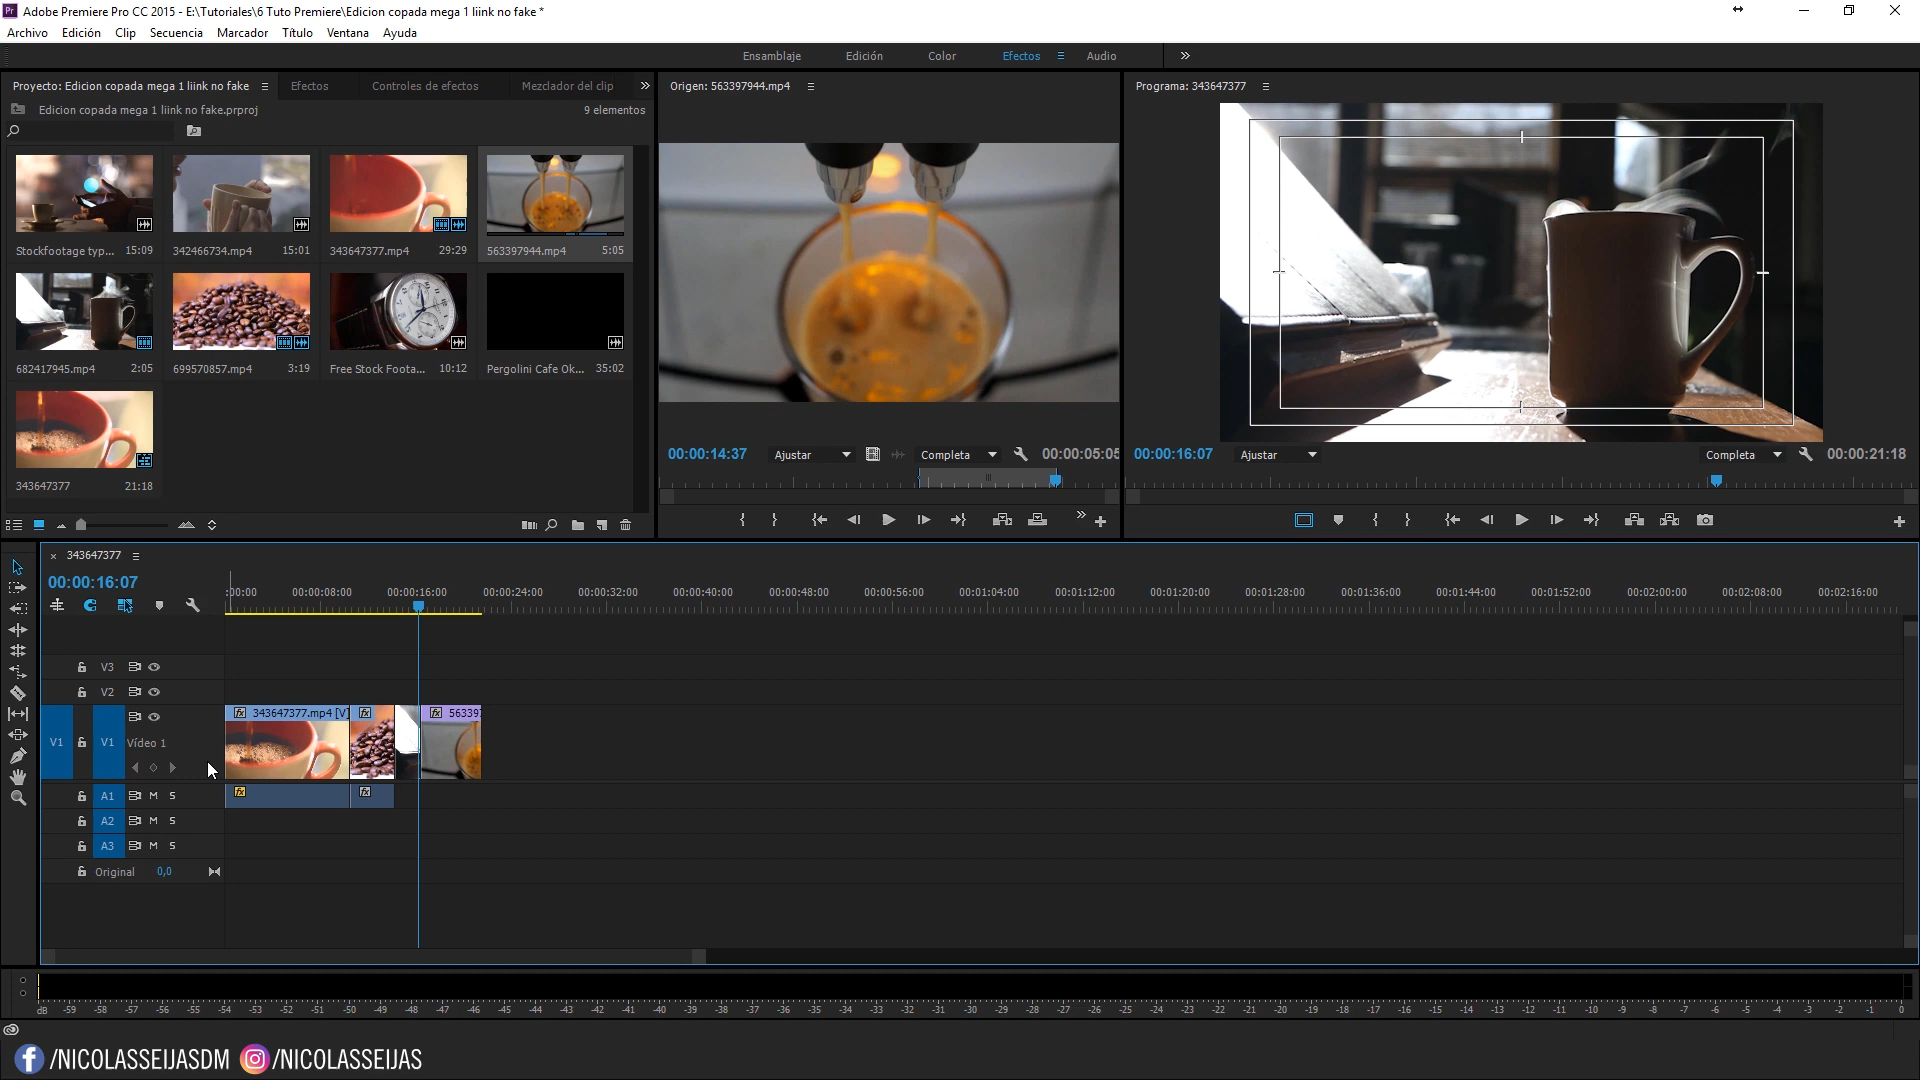 Adobe Premiere Pro CC 2015 - E:\Tutoriales\6 Tuto Premiere\Edicion copada mega 1 liink no fake *
Archivo Edición Clip Secuencia Marcador Título Ventana Ayuda
Ensamblaje Edición Color Efectos Audio
Proyecto: Edicion copada mega 1 liink no fake Efectos Controles de efectos Mezclador del clip
Edicion copada mega 1 liink no fake.prproj 9 elementos
Stockfootage typ... 15:09 342466734.mp4 15:01 343647377.mp4 29:29 563397944.mp4 5:05
682417945.mp4 2:05 699570857.mp4 3:19 Free Stock Foota... 10:12 Pergolini Cafe Ok... 35:02
343647377 21:18
Origen: 563397944.mp4
00:00:14:37 Ajustar Completa 00:00:05:05
Programa: 343647377
00:00:16:07 Ajustar Completa 00:00:21:18
343647377
00:00:16:07
:00:00 00:00:08:00 00:00:16:00 00:00:24:00 00:00:32:00 00:00:40:00 00:00:48:00 00:00:56:00 00:01:04:00 00:01:12:00 00:01:20:00 00:01:28:00 00:01:36:00 00:01:44:00 00:01:52:00 00:02:00:00 00:02:08:00 00:02:16:00
V3
V2
fx 343647377.mp4 [V] fx fx 56339
V1 V1 Vídeo 1
A1 M S fx fx
A2 M S
A3 M S
Original 0,0
dB -59 -58 -57 -56 -55 -54 -53 -52 -51 -50 -49 -48 -47 -46 -45 -44 -43 -42 -41 -40 -39 -38 -37 -36 -35 -34 -33 -32 -31 -30 -29 -28 -27 -26 -25 -24 -23 -22 -21 -20 -19 -18 -17 -16 -15 -14 -13 -12 -11 -10 -9 -8 -7 -6 -5 -4 -3 -2 -1 0
/NICOLASSEIJASDM /NICOLASSEIJAS